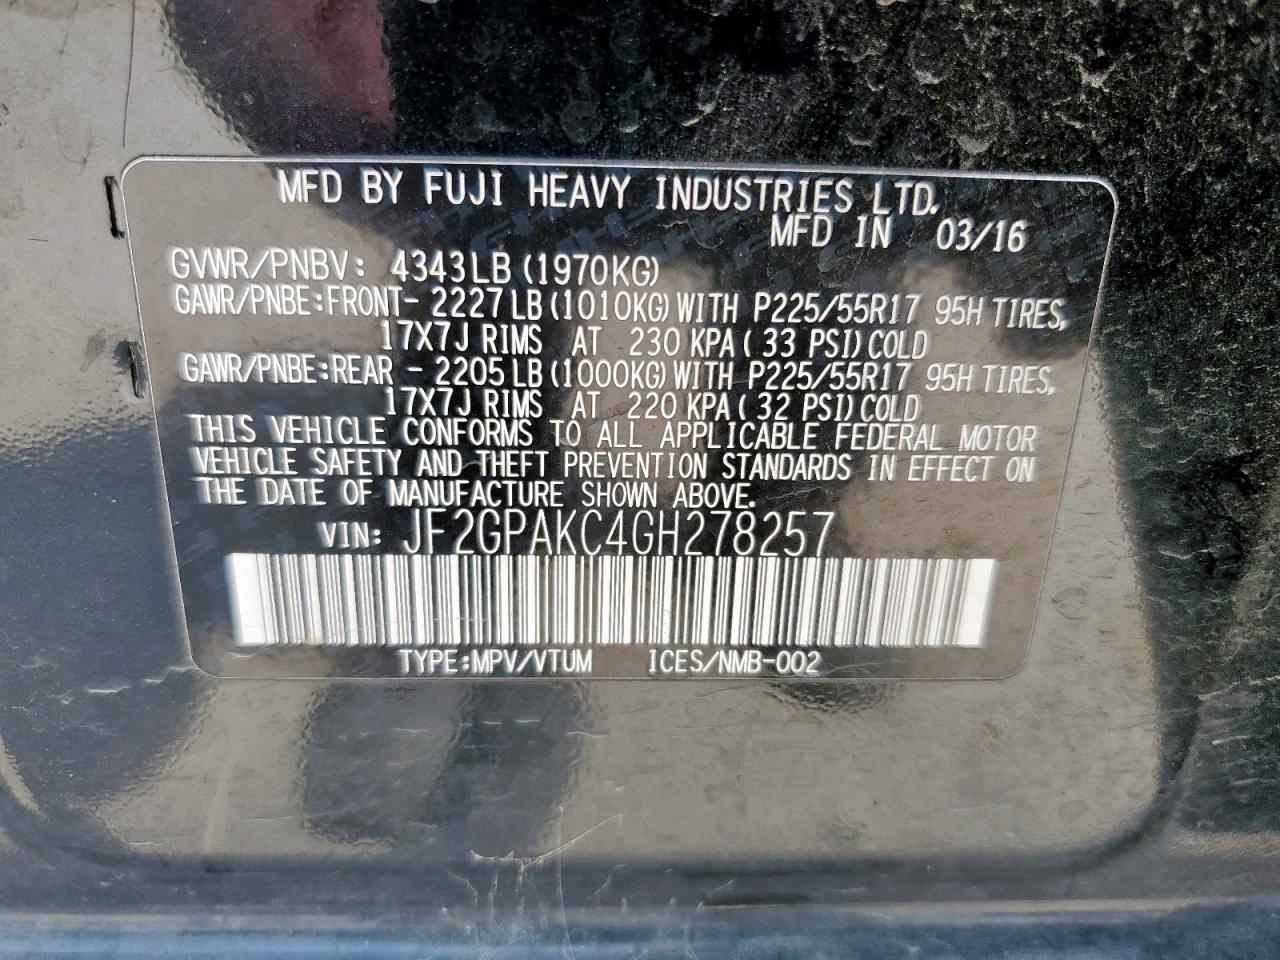 MFD BY FUJI HEAVY INDUSTRIES LTD.
MFD IN 03/16
GVWR/PNBV: 4343LB (1970KG)
GAWR/PNBE:FRONT- 2227 LB (1010KG) WITH P225/55R17 95H TIRES,
17X7J RIMS AT 230 KPA ( 33 PSI) COLD
GAWR/PNBE:REAR - 2205 LB (1000KG) WITH P225/55R17 95H TIRES,
17X7J RIMS AT 220 KPA ( 32 PSI) COLD
THIS VEHICLE CONFORMS TO ALL APPLICABLE FEDERAL MOTOR
VEHICLE SAFETY AND THEFT PREVENTION STANDARDS IN EFFECT ON
THE DATE OF MANUFACTURE SHOWN ABOVE.
VIN: JF2GPAKC4GH278257
TYPE:MPV/VTUM ICES/NMB-002